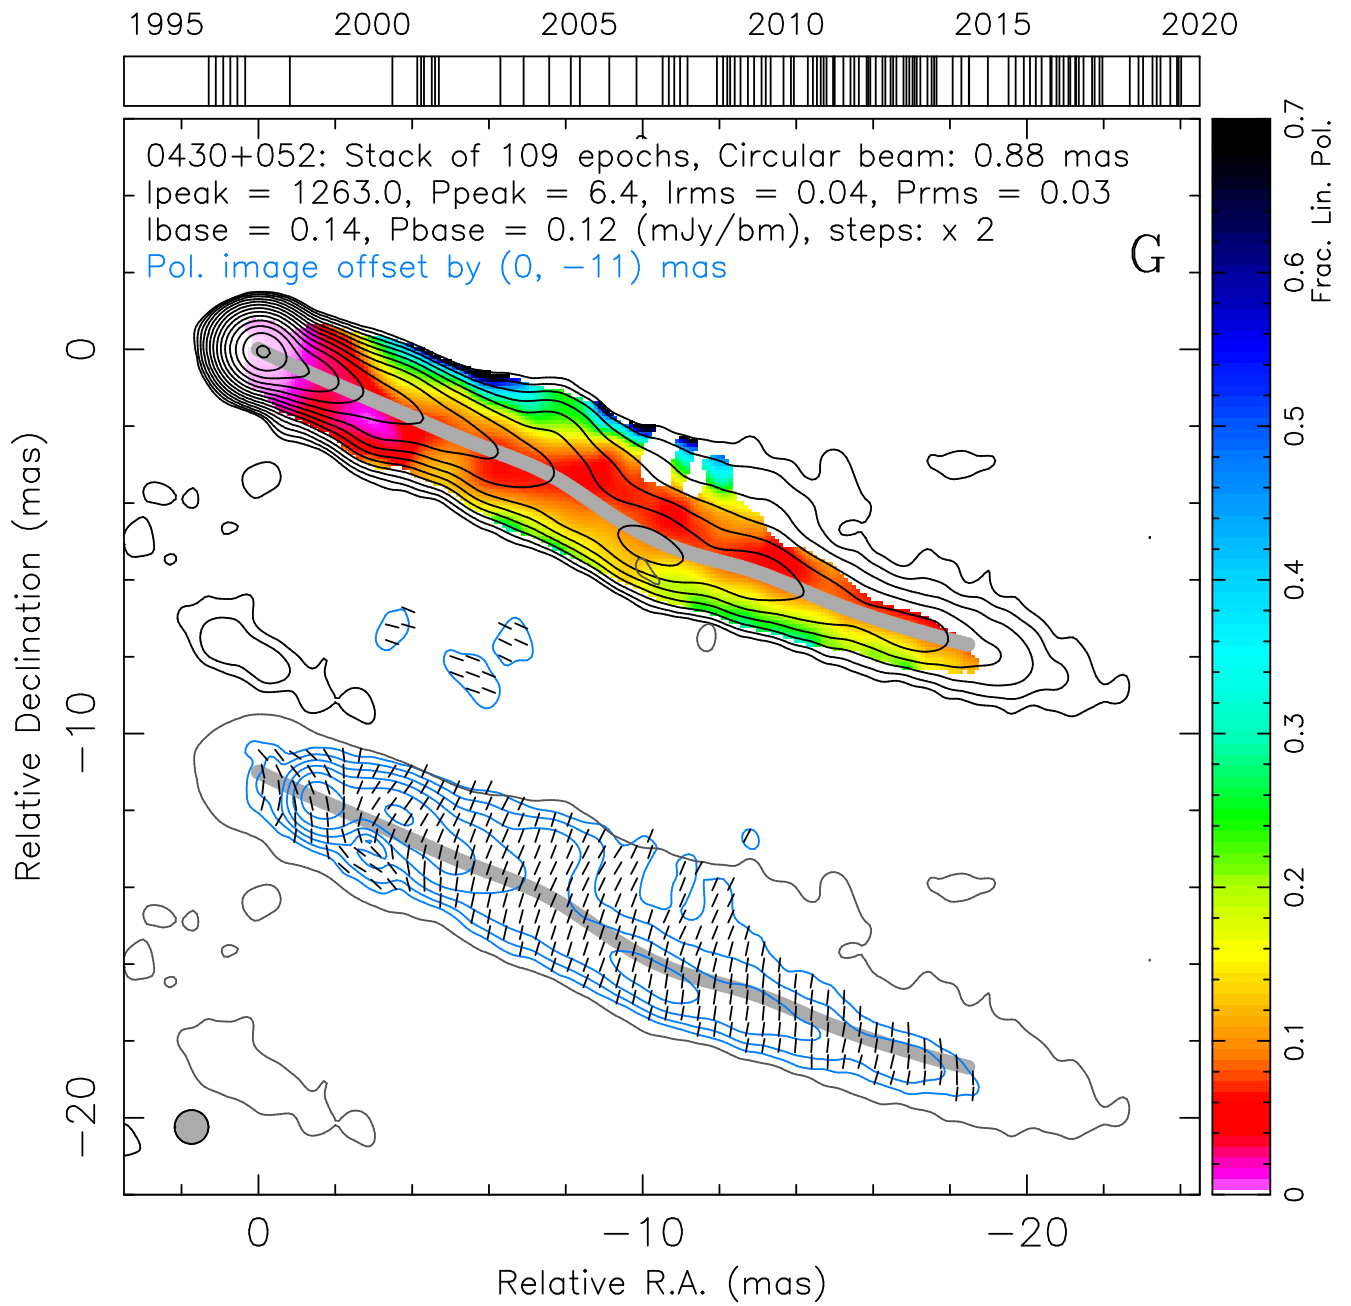 1995 2000 2005 2010 2015 2020
0430+052: Stack of 109 epochs, Circular beam: 0.88 mas
Ipeak = 1263.0, Ppeak = 6.4, Irms = 0.04, Prms = 0.03
Ibase = 0.14, Pbase = 0.12 (mJy/bm), steps: x 2
Pol. image offset by (0, −11) mas
G
0
−10
−20
Relative Declination (mas)
0 −10 −20
Relative R.A. (mas)
0.7
0.6
0.5
0.4
0.3
0.2
0.1
0
Frac. Lin. Pol.